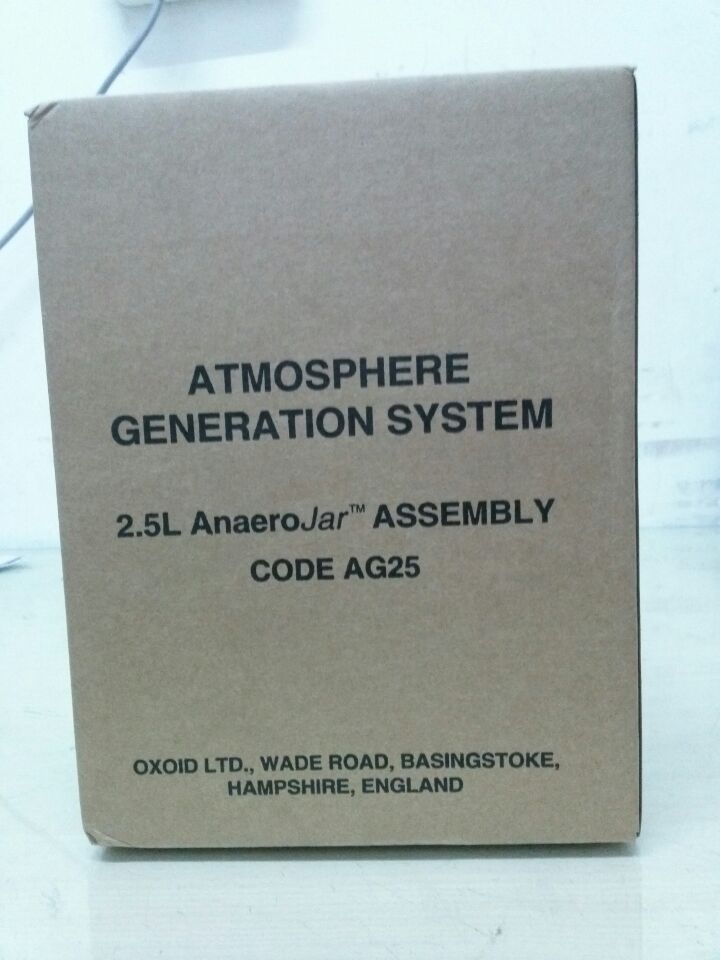 ATMOSPHERE
GENERATION SYSTEM
2.5L AnaeroJar™ ASSEMBLY
CODE AG25
OXOID LTD., WADE ROAD, BASINGSTOKE,
HAMPSHIRE, ENGLAND